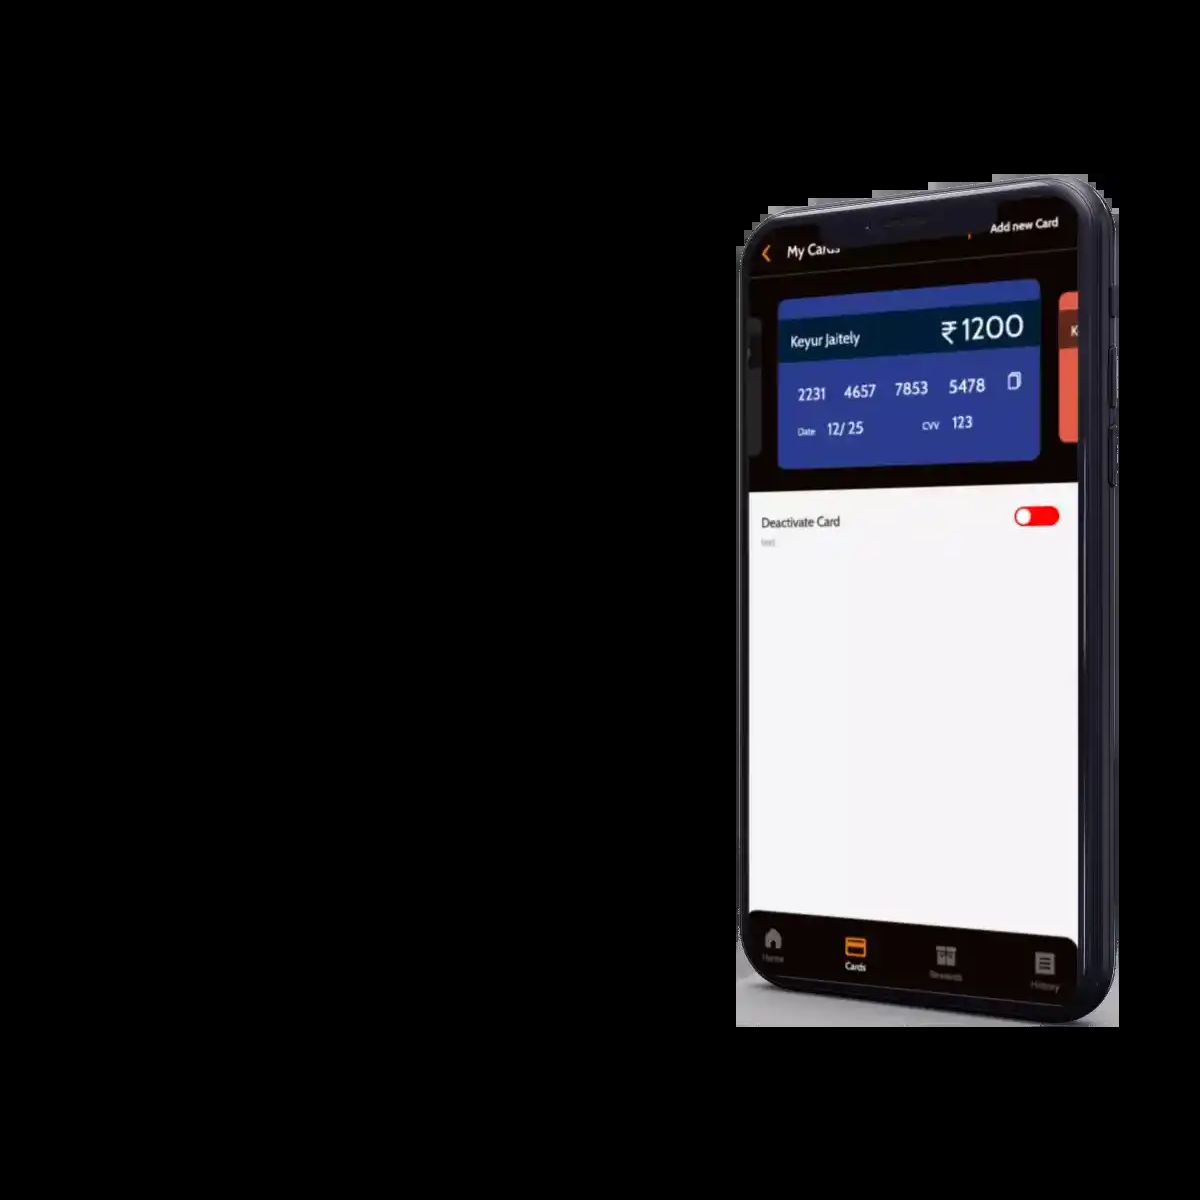 Add new Card
My Cards
Keyur Jaitely
₹ 1200
K
2231 4657 7853 5478
Date 12/ 25 CVV 123
Deactivate Card
Home Cards Rewards History